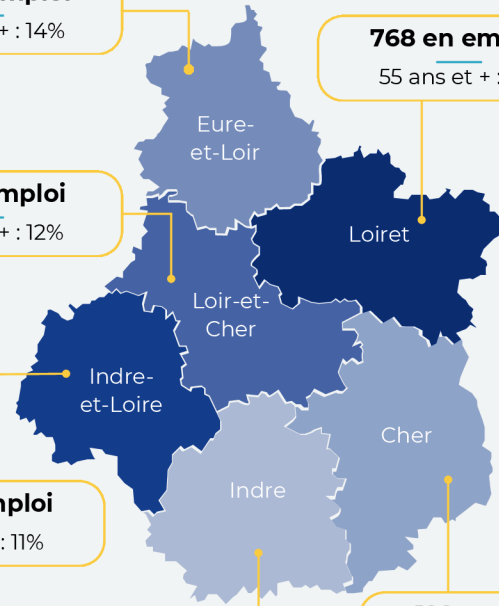 + : 14%
768 en em
55 ans et + :
Eure-
et-Loir
mploi
+ : 12%
Loiret
Loir-et-
Cher
Indre-
et-Loire
Cher
Indre
nploi
: 11%